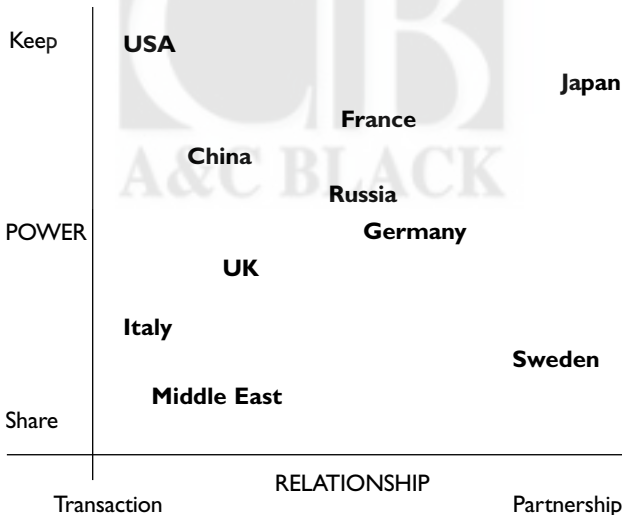 Keep
USA
Japan
France
China
A&C BLACK
Russia
POWER
Germany
UK
Italy
Sweden
Middle East
Share
RELATIONSHIP
Transaction
Partnership